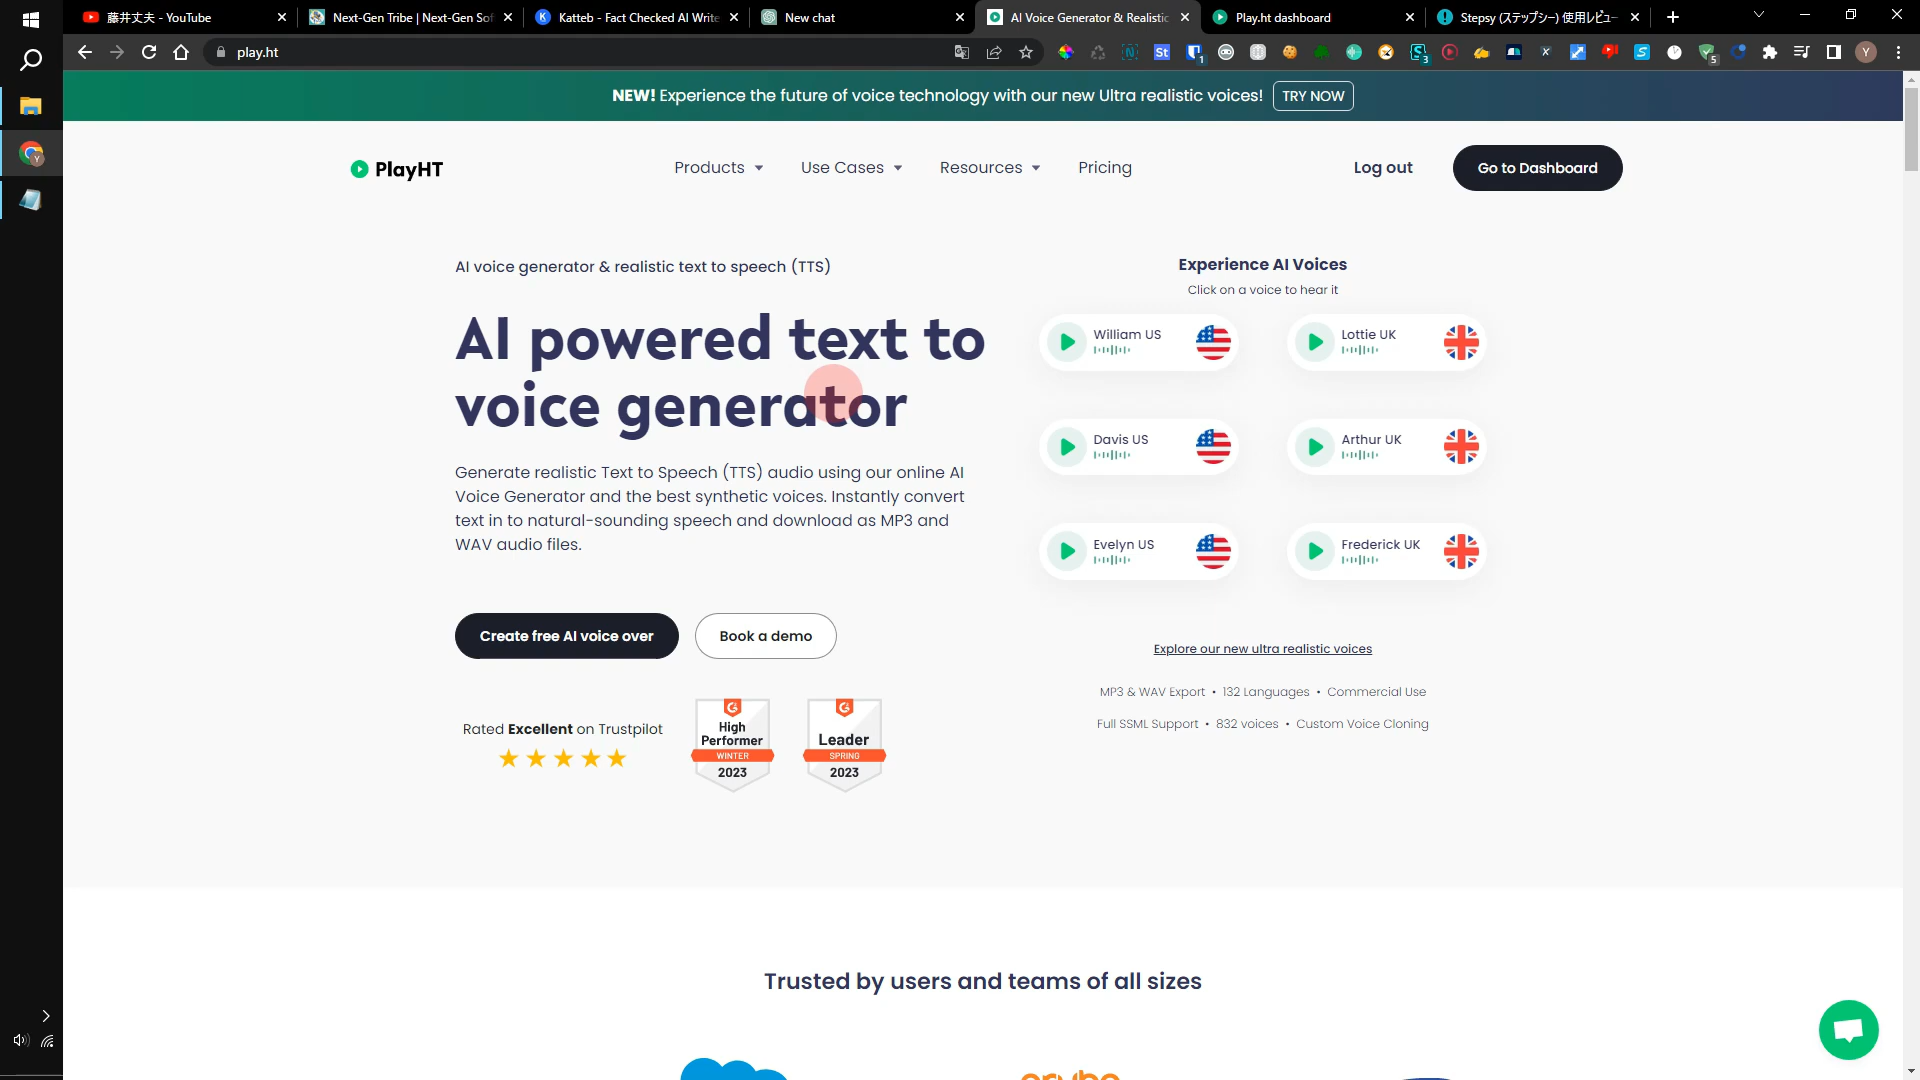 藤井丈夫 - YouTube
Next-Gen Tribe | Next-Gen Sof
Katteb - Fact Checked AI Write
New chat
AI Voice Generator & Realistic
Play.ht dashboard
Stepsy (ステップシー) 使用レビュー
play.ht
NEW! Experience the future of voice technology with our new Ultra realistic voices! TRY NOW
PlayHT
Products
Use Cases
Resources
Pricing
Log out
Go to Dashboard
AI voice generator & realistic text to speech (TTS)
AI powered text to
voice generator
Generate realistic Text to Speech (TTS) audio using our online AI
Voice Generator and the best synthetic voices. Instantly convert
text in to natural-sounding speech and download as MP3 and
WAV audio files.
Create free AI voice over
Book a demo
Rated Excellent on Trustpilot
High
Performer
WINTER
2023
Leader
SPRING
2023
Experience AI Voices
Click on a voice to hear it
William US
Lottie UK
Davis US
Arthur UK
Evelyn US
Frederick UK
Explore our new ultra realistic voices
MP3 & WAV Export • 132 Languages • Commercial Use
Full SSML Support • 832 voices • Custom Voice Cloning
Trusted by users and teams of all sizes